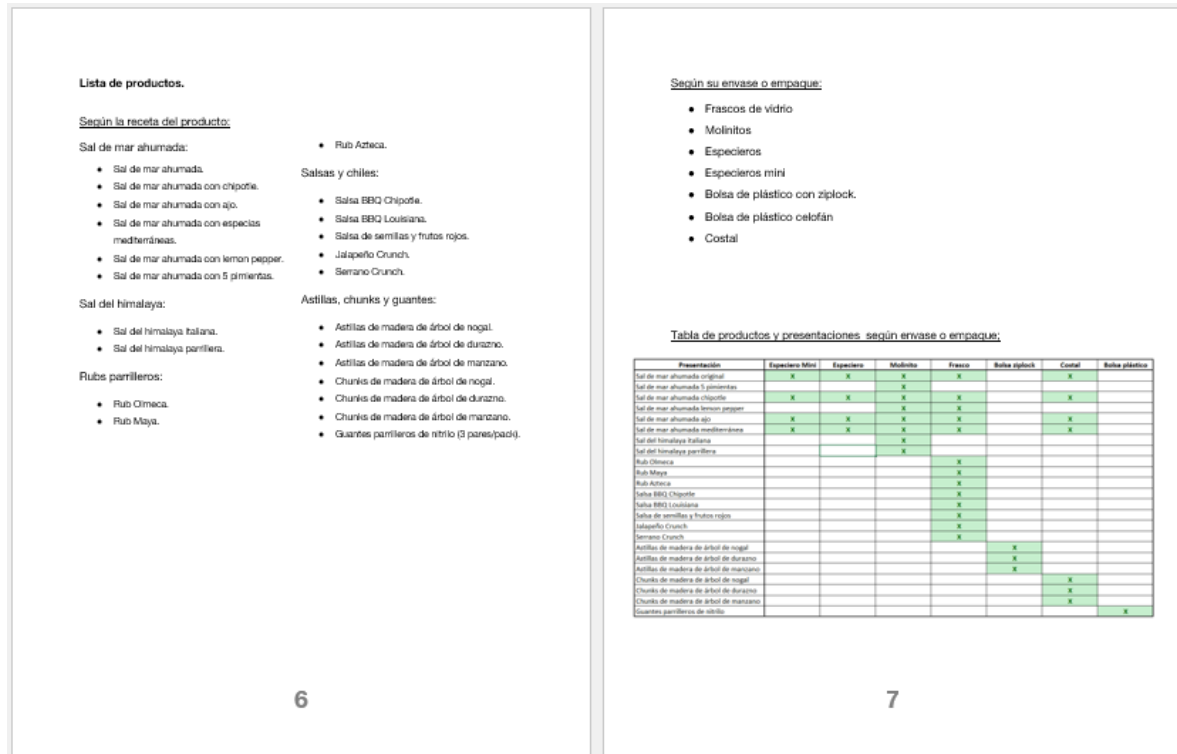 Lista de productos.
Según la receta del producto:
Sal de mar ahumada:
● Sal de mar ahumada.
● Sal de mar ahumada con chipotle.
● Sal de mar ahumada con ajo.
● Sal de mar ahumada con especias
mediterráneas.
● Sal de mar ahumada con lemon pepper.
● Sal de mar ahumada con 5 pimientas.
Sal del himalaya:
● Sal del himalaya Italiana.
● Sal del himalaya parrillera.
Rubs parrilleros:
● Rub Olmeca.
● Rub Maya.
● Rub Azteca.
Salsas y chiles:
● Salsa BBQ Chipotle.
● Salsa BBQ Louisiana.
● Salsa de semillas y frutos rojos.
● Jalapeño Crunch.
● Serrano Crunch.
Astillas, chunks y guantes:
● Astillas de madera de árbol de nogal.
● Astillas de madera de árbol de durazno.
● Astillas de madera de árbol de manzano.
● Chunks de madera de árbol de nogal.
● Chunks de madera de árbol de durazno.
● Chunks de madera de árbol de manzano.
● Guantes parrilleros de nitrilo (3 pares/pack).
6
Según su envase o empaque:
● Frascos de vidrio
● Molinitos
● Especieros
● Especieros mini
● Bolsa de plástico con ziplock.
● Bolsa de plástico celofán
● Costal
Tabla de productos y presentaciones según envase o empaque;
Presentación Especiero Mini Especiero Molinito Frasco Bolsa ziplock Costal Bolsa plástico
Sal de mar ahumada original X X X X X
Sal de mar ahumada 5 pimientas X
Sal de mar ahumada chipotle X X X X X
Sal de mar ahumada lemon pepper X X
Sal de mar ahumada ajo X X X X X
Sal de mar ahumada mediterránea X X X X X
Sal del himalaya Italiana X
Sal del himalaya parrillera X
Rub Olmeca X
Rub Maya X
Rub Azteca X
Salsa BBQ Chipotle X
Salsa BBQ Louisiana X
Salsa de semillas y frutos rojos X
Jalapeño Crunch X
Serrano Crunch X
Astillas de madera de árbol de nogal X
Astillas de madera de árbol de durazno X
Astillas de madera de árbol de manzano X
Chunks de madera de árbol de nogal X
Chunks de madera de árbol de durazno X
Chunks de madera de árbol de manzano X
Guantes parrilleros de nitrilo X
7